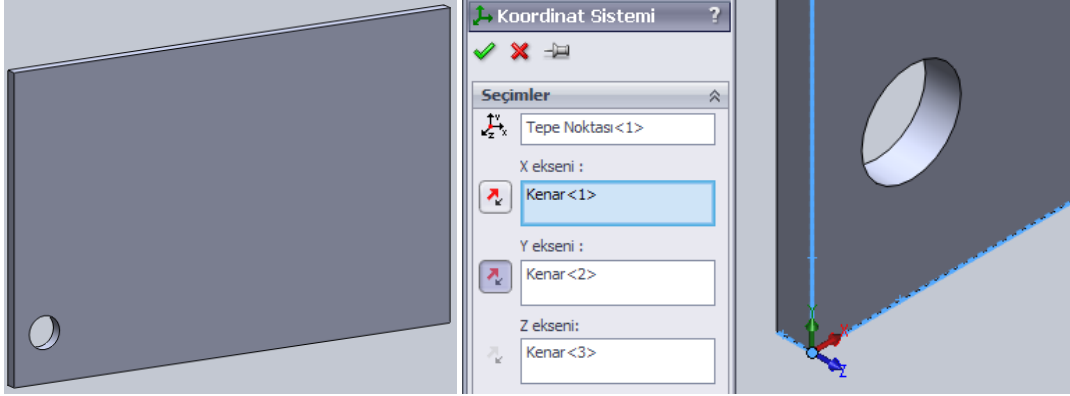 Koordinat Sistemi ?
Seçimler
Tepe Noktası<1>
X ekseni :
Kenar<1>
Y ekseni :
Kenar<2>
Z ekseni:
Kenar<3>
Y
X
Z